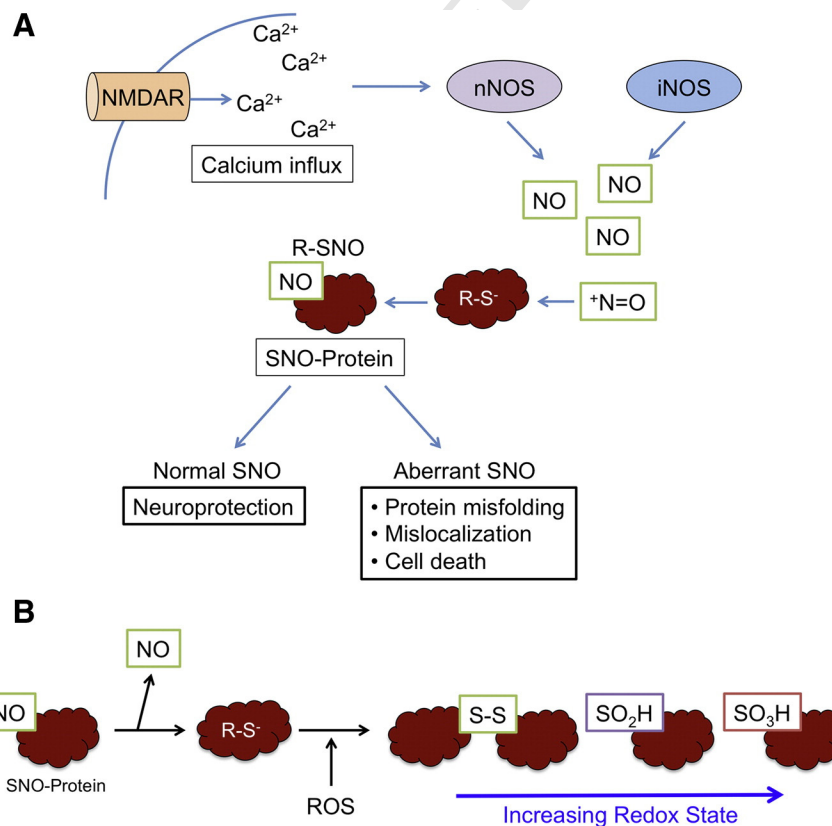 A
Ca²⁺
Ca²⁺
NMDAR
Ca²⁺
Ca²⁺
Calcium influx
nNOS
iNOS
NO
NO
NO
R-SNO
NO
R-S⁻
⁺N=O
SNO-Protein
Normal SNO
Neuroprotection
Aberrant SNO
• Protein misfolding
• Mislocalization
• Cell death
B
NO
NO
SNO-Protein
R-S⁻
ROS
S-S
SO₂H
SO₃H
Increasing Redox State